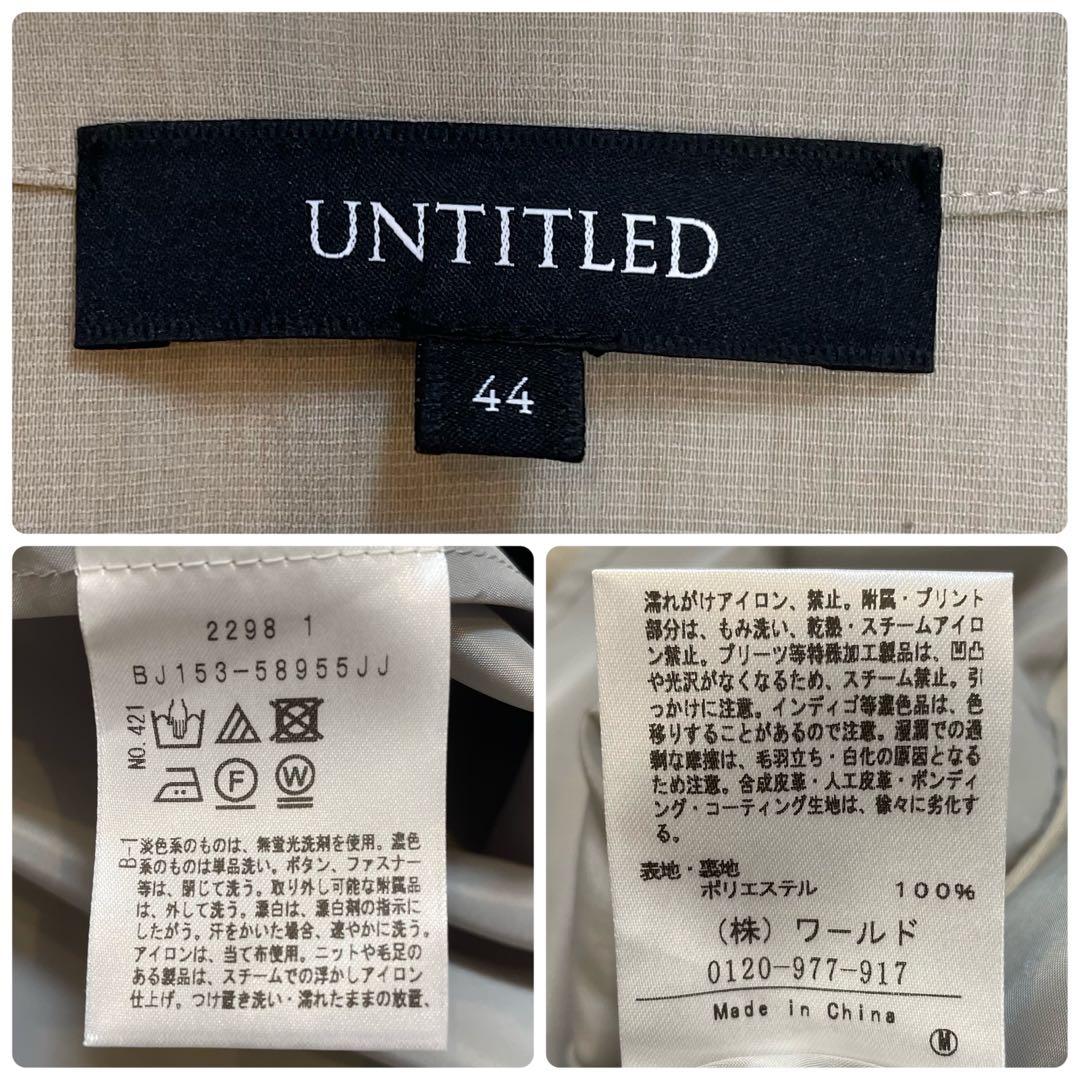 UNTITLED
44
2298 1
BJ153-58955JJ
NO.421
F
W
B-1
淡色系のものは、無蛍光洗剤を使用。濃色
系のものは単品洗い。ボタン、ファスナー
等は、閉じて洗う。取り外し可能な附属品
は、外して洗う。漂白は、漂白剤の指示に
したがう。汗をかいた場合、速やかに洗う。
アイロンは、当て布使用。ニットや毛足の
ある製品は、スチームでの浮かしアイロン
仕上げ。つけ置き洗い・濡れたままの放置、
濡れがけアイロン、禁止。附属・プリント
部分は、もみ洗い、乾熱・スチームアイロ
ン禁止。プリーツ等特殊加工製品は、凹凸
や光沢がなくなるため、スチーム禁止。引
っかけに注意。インディゴ等濃色品は、色
移りすることがあるので注意。湿潤での過
剰な摩擦は、毛羽立ち・白化の原因となる
ため注意。合成皮革・人工皮革・ボンディ
ング・コーティング生地は、徐々に劣化す
る。
表地・裏地
ポリエステル 100%
(株)ワールド
0120-977-917
Made in China
M